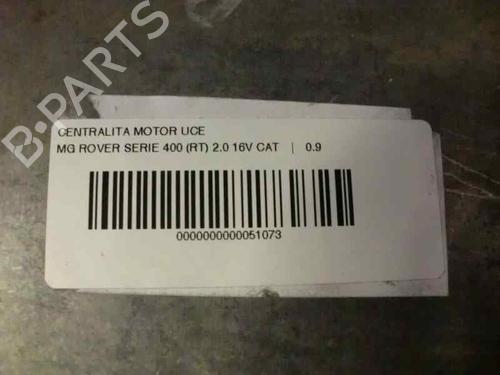 CENTRALITA MOTOR UCE
MG ROVER SERIE 400 (RT) 2.0 16V CAT | 0.9
0000000000051073
B-PARTS